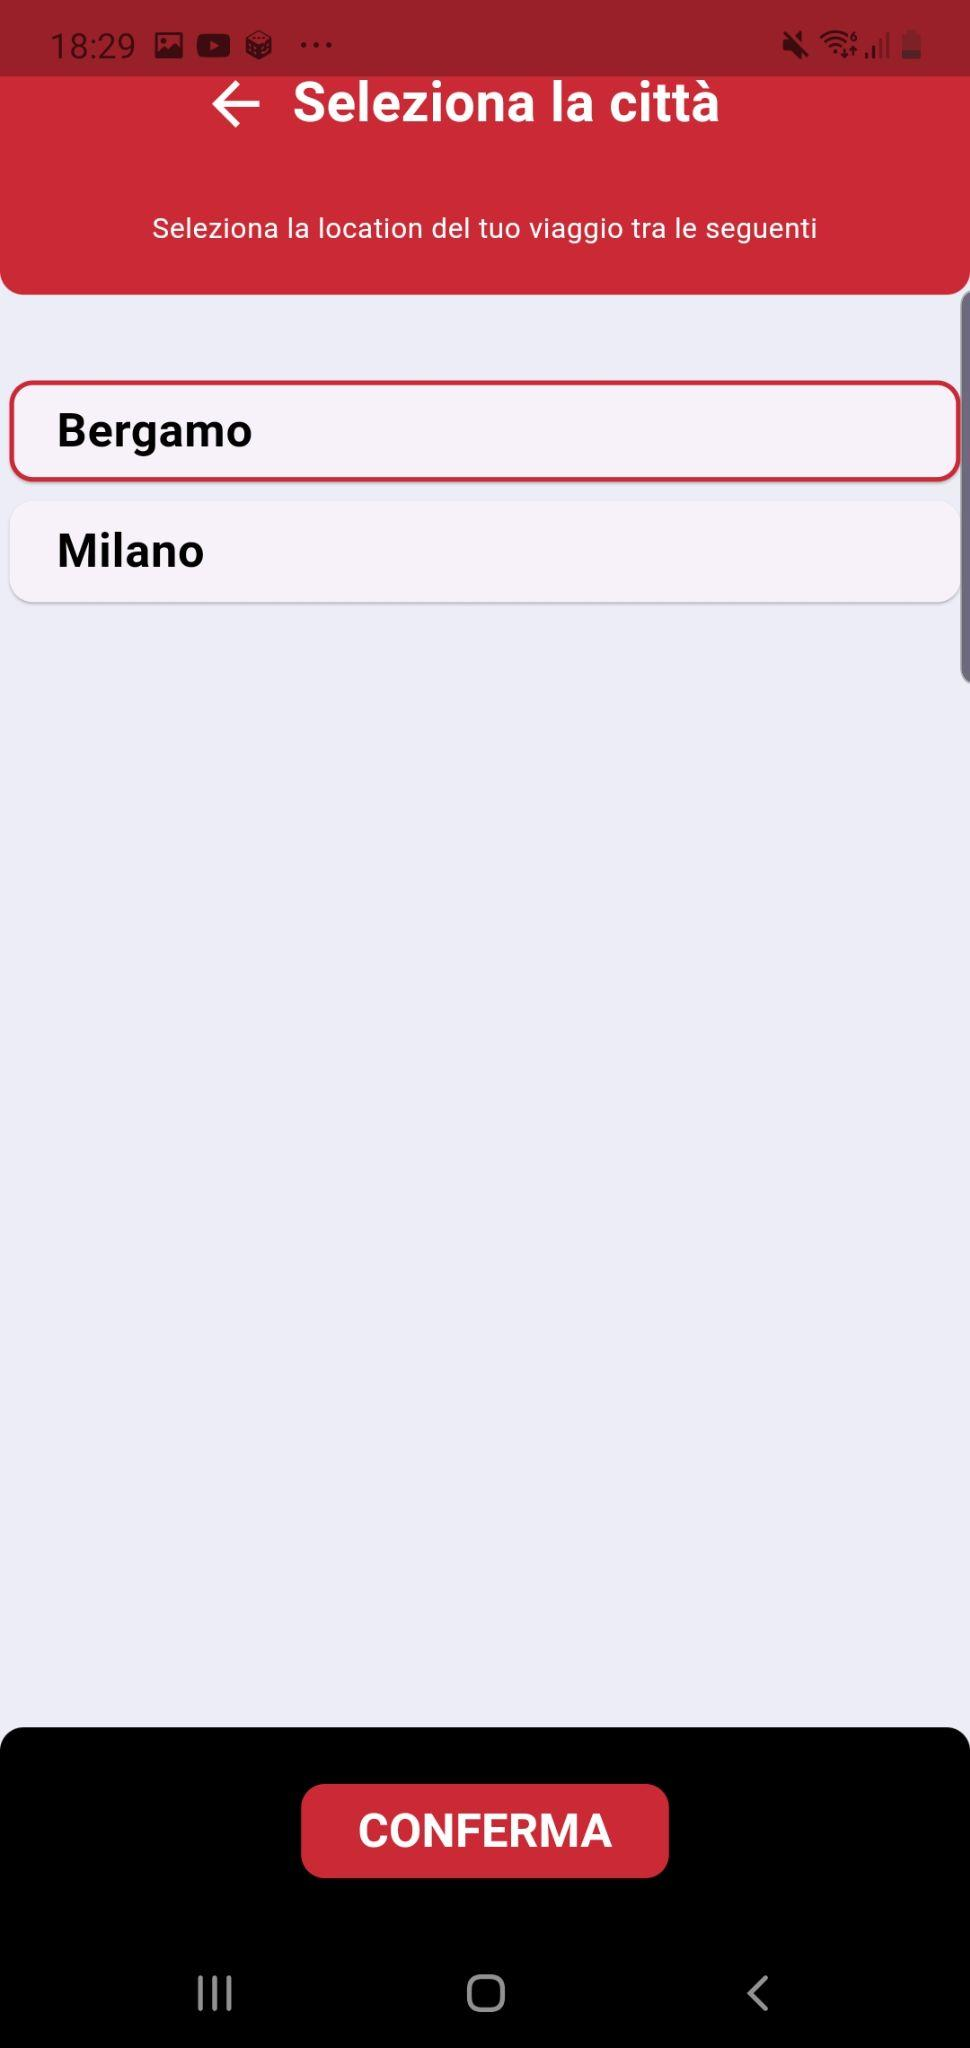 18:29
Seleziona la città
Seleziona la location del tuo viaggio tra le seguenti
Bergamo
Milano
CONFERMA